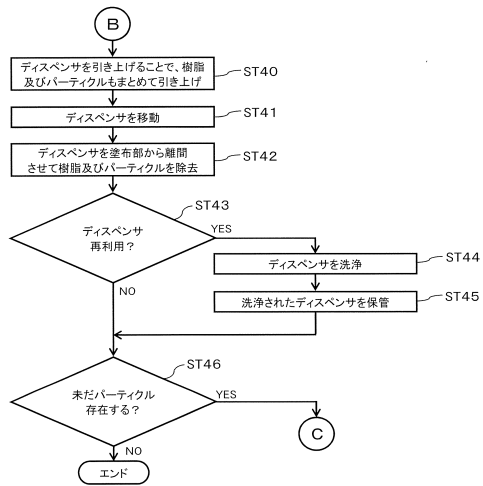 B
ディスペンサを引き上げることで、樹脂
及びパーティクルもまとめて引き上げ
ST40
ディスペンサを移動
ST41
ディスペンサを塗布部から離間
させて樹脂及びパーティクルを除去
ST42
ST43
ディスペンサ
再利用?
YES
NO
ディスペンサを洗浄
ST44
洗浄されたディスペンサを保管
ST45
ST46
未だパーティクル
存在する?
YES
NO
C
エンド